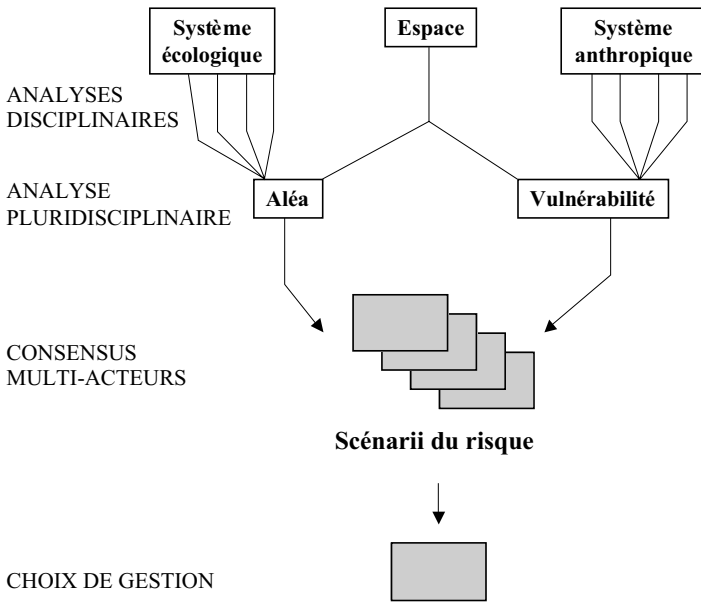 Système
écologique
Espace
Système
anthropique
ANALYSES
DISCIPLINAIRES
ANALYSE
PLURIDISCIPLINAIRE
Aléa
Vulnérabilité
CONSENSUS
MULTI-ACTEURS
Scénarii du risque
CHOIX DE GESTION